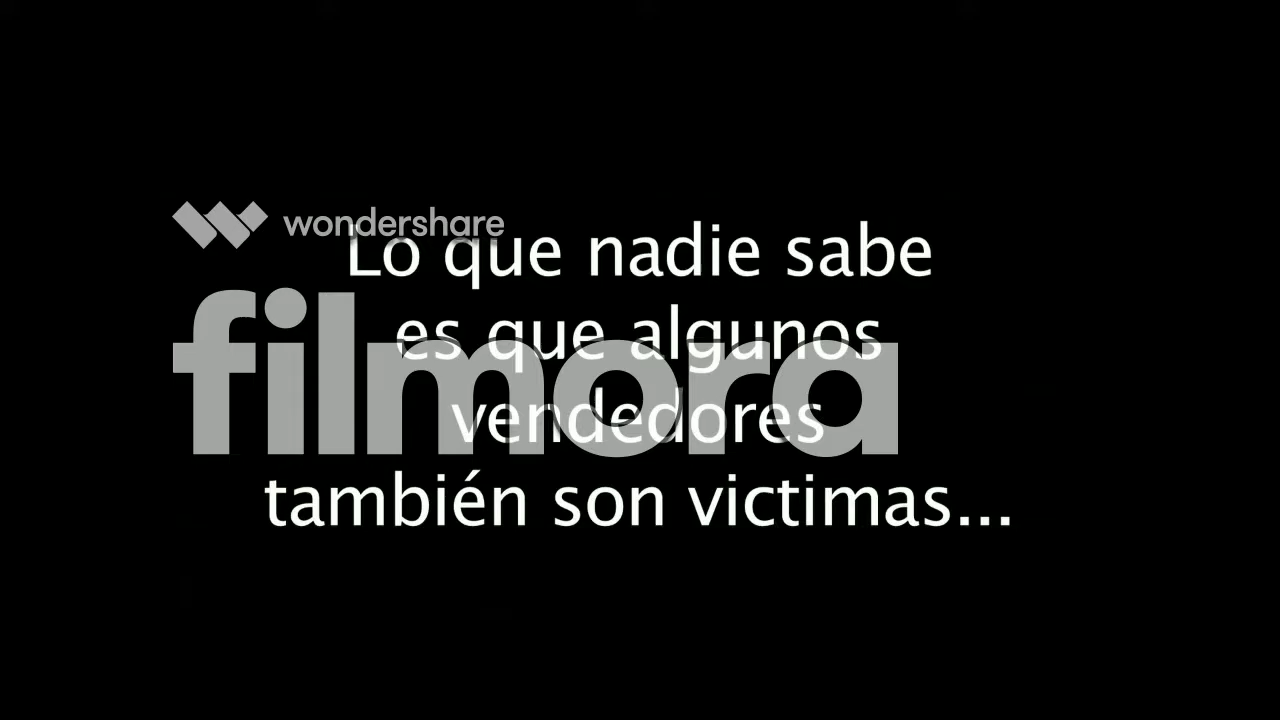 wondershare
Lo que nadie sabe
filmora
es que algunos
vendedores
también son victimas...